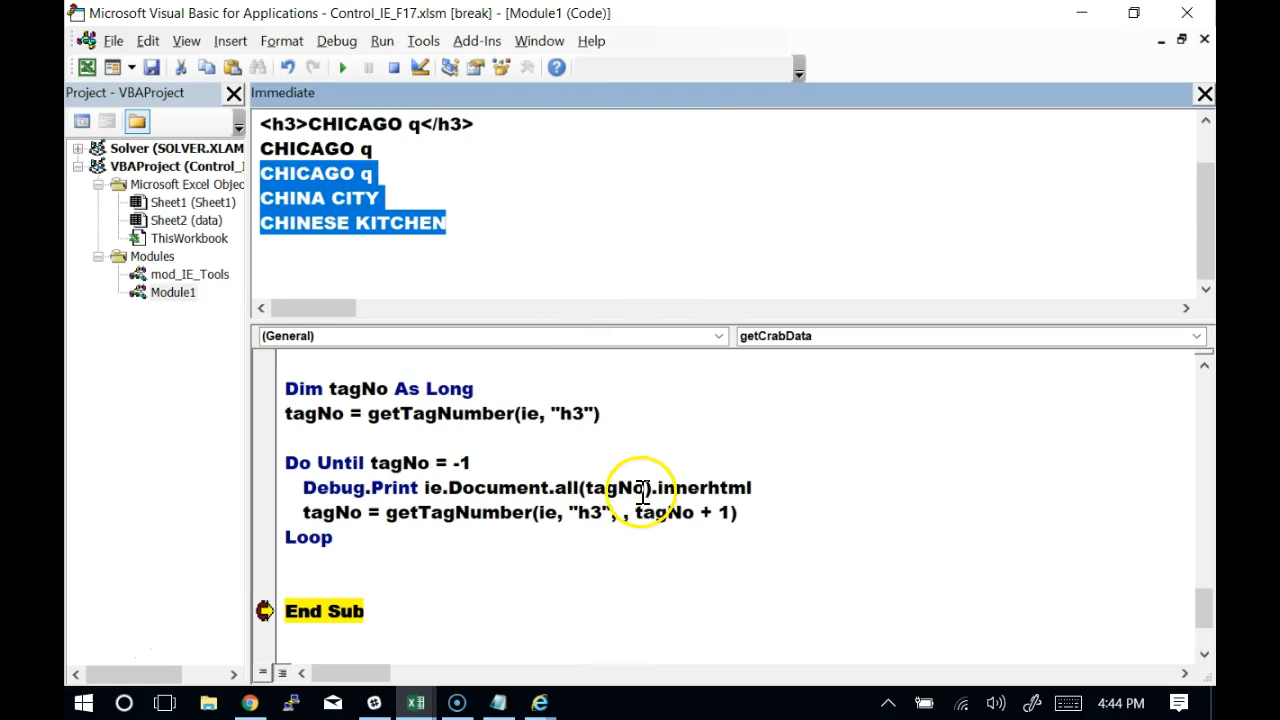 Microsoft Visual Basic for Applications - Control_IE_F17.xlsm [break] - [Module1 (Code)]
File Edit View Insert Format Debug Run Tools Add-Ins Window Help
Project - VBAProject
Immediate
<h3>CHICAGO q</h3>
CHICAGO q
CHICAGO q
CHINA CITY
CHINESE KITCHEN
Solver (SOLVER.XLAM
VBAProject (Control_I
Microsoft Excel Objec
Sheet1 (Sheet1)
Sheet2 (data)
ThisWorkbook
Modules
mod_IE_Tools
Module1
(General) getCrabData
Dim tagNo As Long
tagNo = getTagNumber(ie, "h3")
Do Until tagNo = -1
Debug.Print ie.Document.all(tagNo).innerhtml
tagNo = getTagNumber(ie, "h3", , tagNo + 1)
Loop
End Sub
4:44 PM